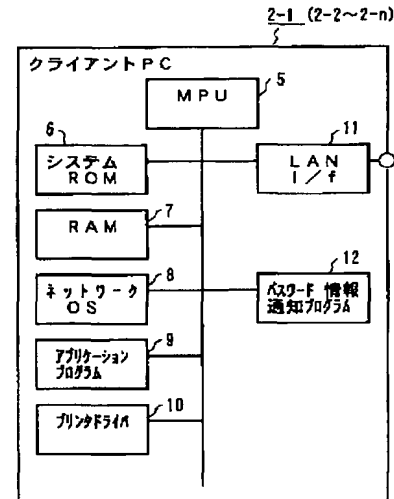 2-1 (2-2～2-n)
クライアントPC
MPU
5
6
システム
ROM
11
LAN
I/f
7
RAM
8
ネットワーク
OS
12
パスワード 情報
通知プログラム
9
アプリケーション
プログラム
10
プリンタドライバ